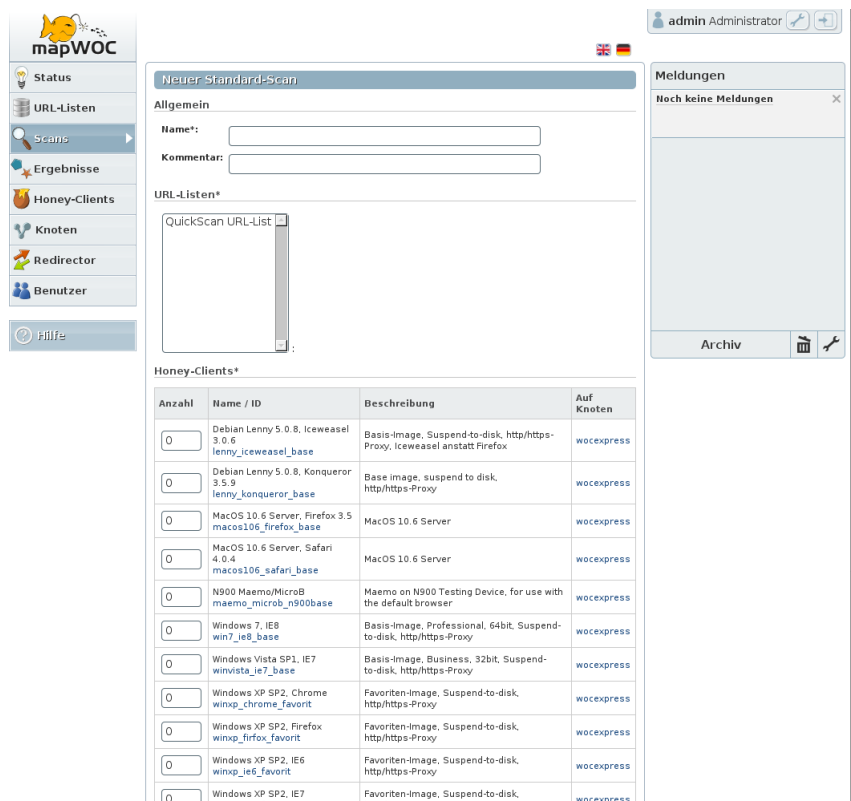 admin Administrator
mapWOC
Status
URL-Listen
Scans
Ergebnisse
Honey-Clients
Knoten
Redirector
Benutzer
Hilfe
Neuer Standard-Scan
Allgemein
Name*:
Kommentar:
URL-Listen*
QuickScan URL-List
:
Honey-Clients*
Anzahl Name / ID Beschreibung Auf
Knoten
0
Debian Lenny 5.0.8, Iceweasel
3.0.6
lenny_iceweasel_base
Basis-Image, Suspend-to-disk, http/https-
Proxy, Iceweasel anstatt Firefox
wocexpress
0
Debian Lenny 5.0.8, Konqueror
3.5.9
lenny_konqueror_base
Base image, suspend to disk,
http/https-Proxy
wocexpress
0
MacOS 10.6 Server, Firefox 3.5
macos106_firefox_base
MacOS 10.6 Server
wocexpress
0
MacOS 10.6 Server, Safari
4.0.4
macos106_safari_base
MacOS 10.6 Server
wocexpress
0
N900 Maemo/MicroB
maemo_microb_n900base
Maemo on N900 Testing Device, for use with
the default browser
wocexpress
0
Windows 7, IE8
win7_ie8_base
Basis-Image, Professional, 64bit, Suspend-
to-disk, http/https-Proxy
wocexpress
0
Windows Vista SP1, IE7
winvista_ie7_base
Basis-Image, Business, 32bit, Suspend-
to-disk, http/https-Proxy
wocexpress
0
Windows XP SP2, Chrome
winxp_chrome_favorit
Favoriten-Image, Suspend-to-disk,
http/https-Proxy
wocexpress
0
Windows XP SP2, Firefox
winxp_firfox_favorit
Favoriten-Image, Suspend-to-disk,
http/https-Proxy
wocexpress
0
Windows XP SP2, IE6
winxp_ie6_favorit
Favoriten-Image, Suspend-to-disk,
http/https-Proxy
wocexpress
0
Windows XP SP2, IE7
Favoriten-Image, Suspend-to-disk,
wocexpress
Meldungen
Noch keine Meldungen
Archiv